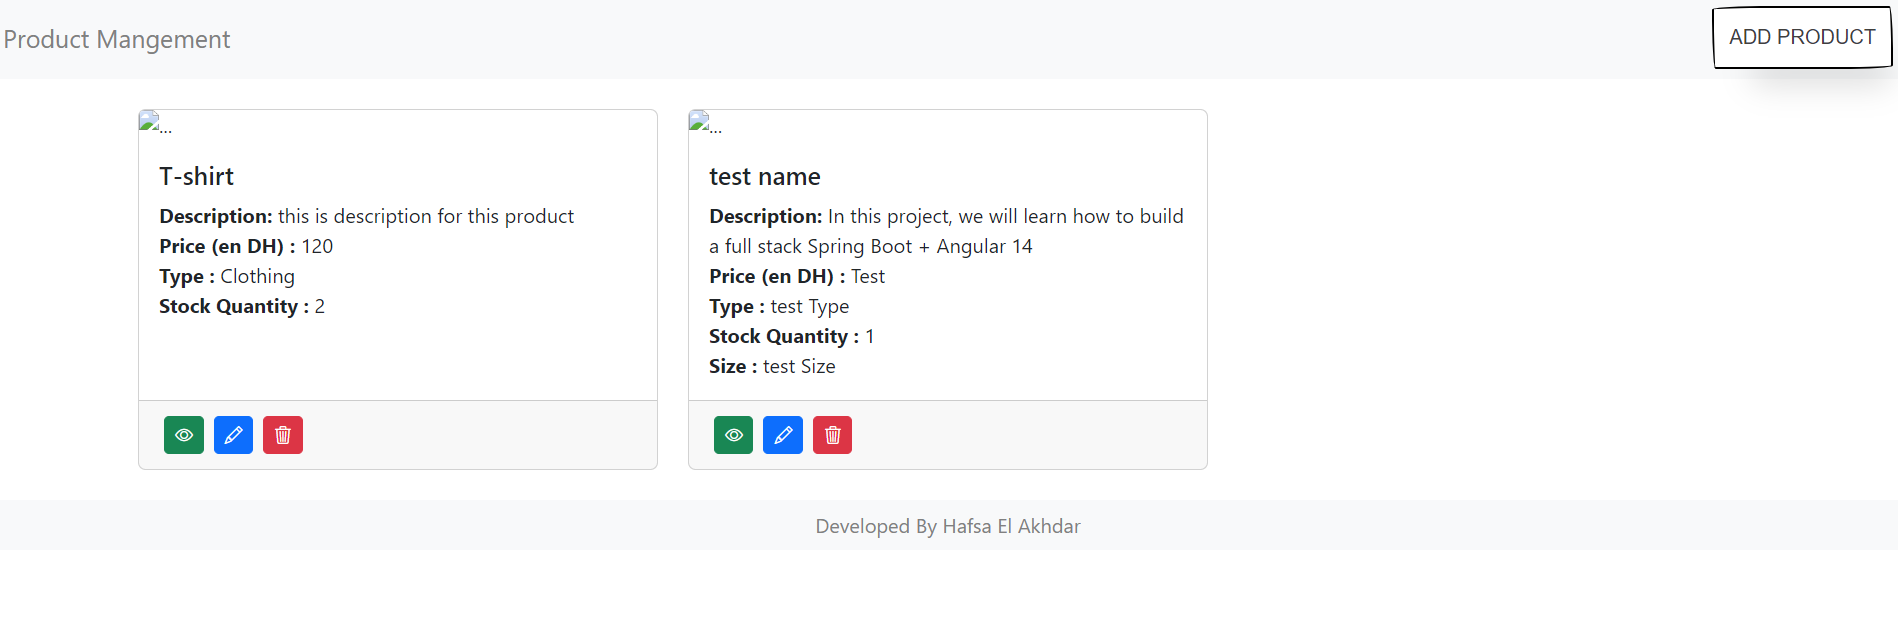 Product Mangement
ADD PRODUCT
...
T-shirt
Description: this is description for this product
Price (en DH) : 120
Type : Clothing
Stock Quantity : 2
...
test name
Description: In this project, we will learn how to build
a full stack Spring Boot + Angular 14
Price (en DH) : Test
Type : test Type
Stock Quantity : 1
Size : test Size
Developed By Hafsa El Akhdar